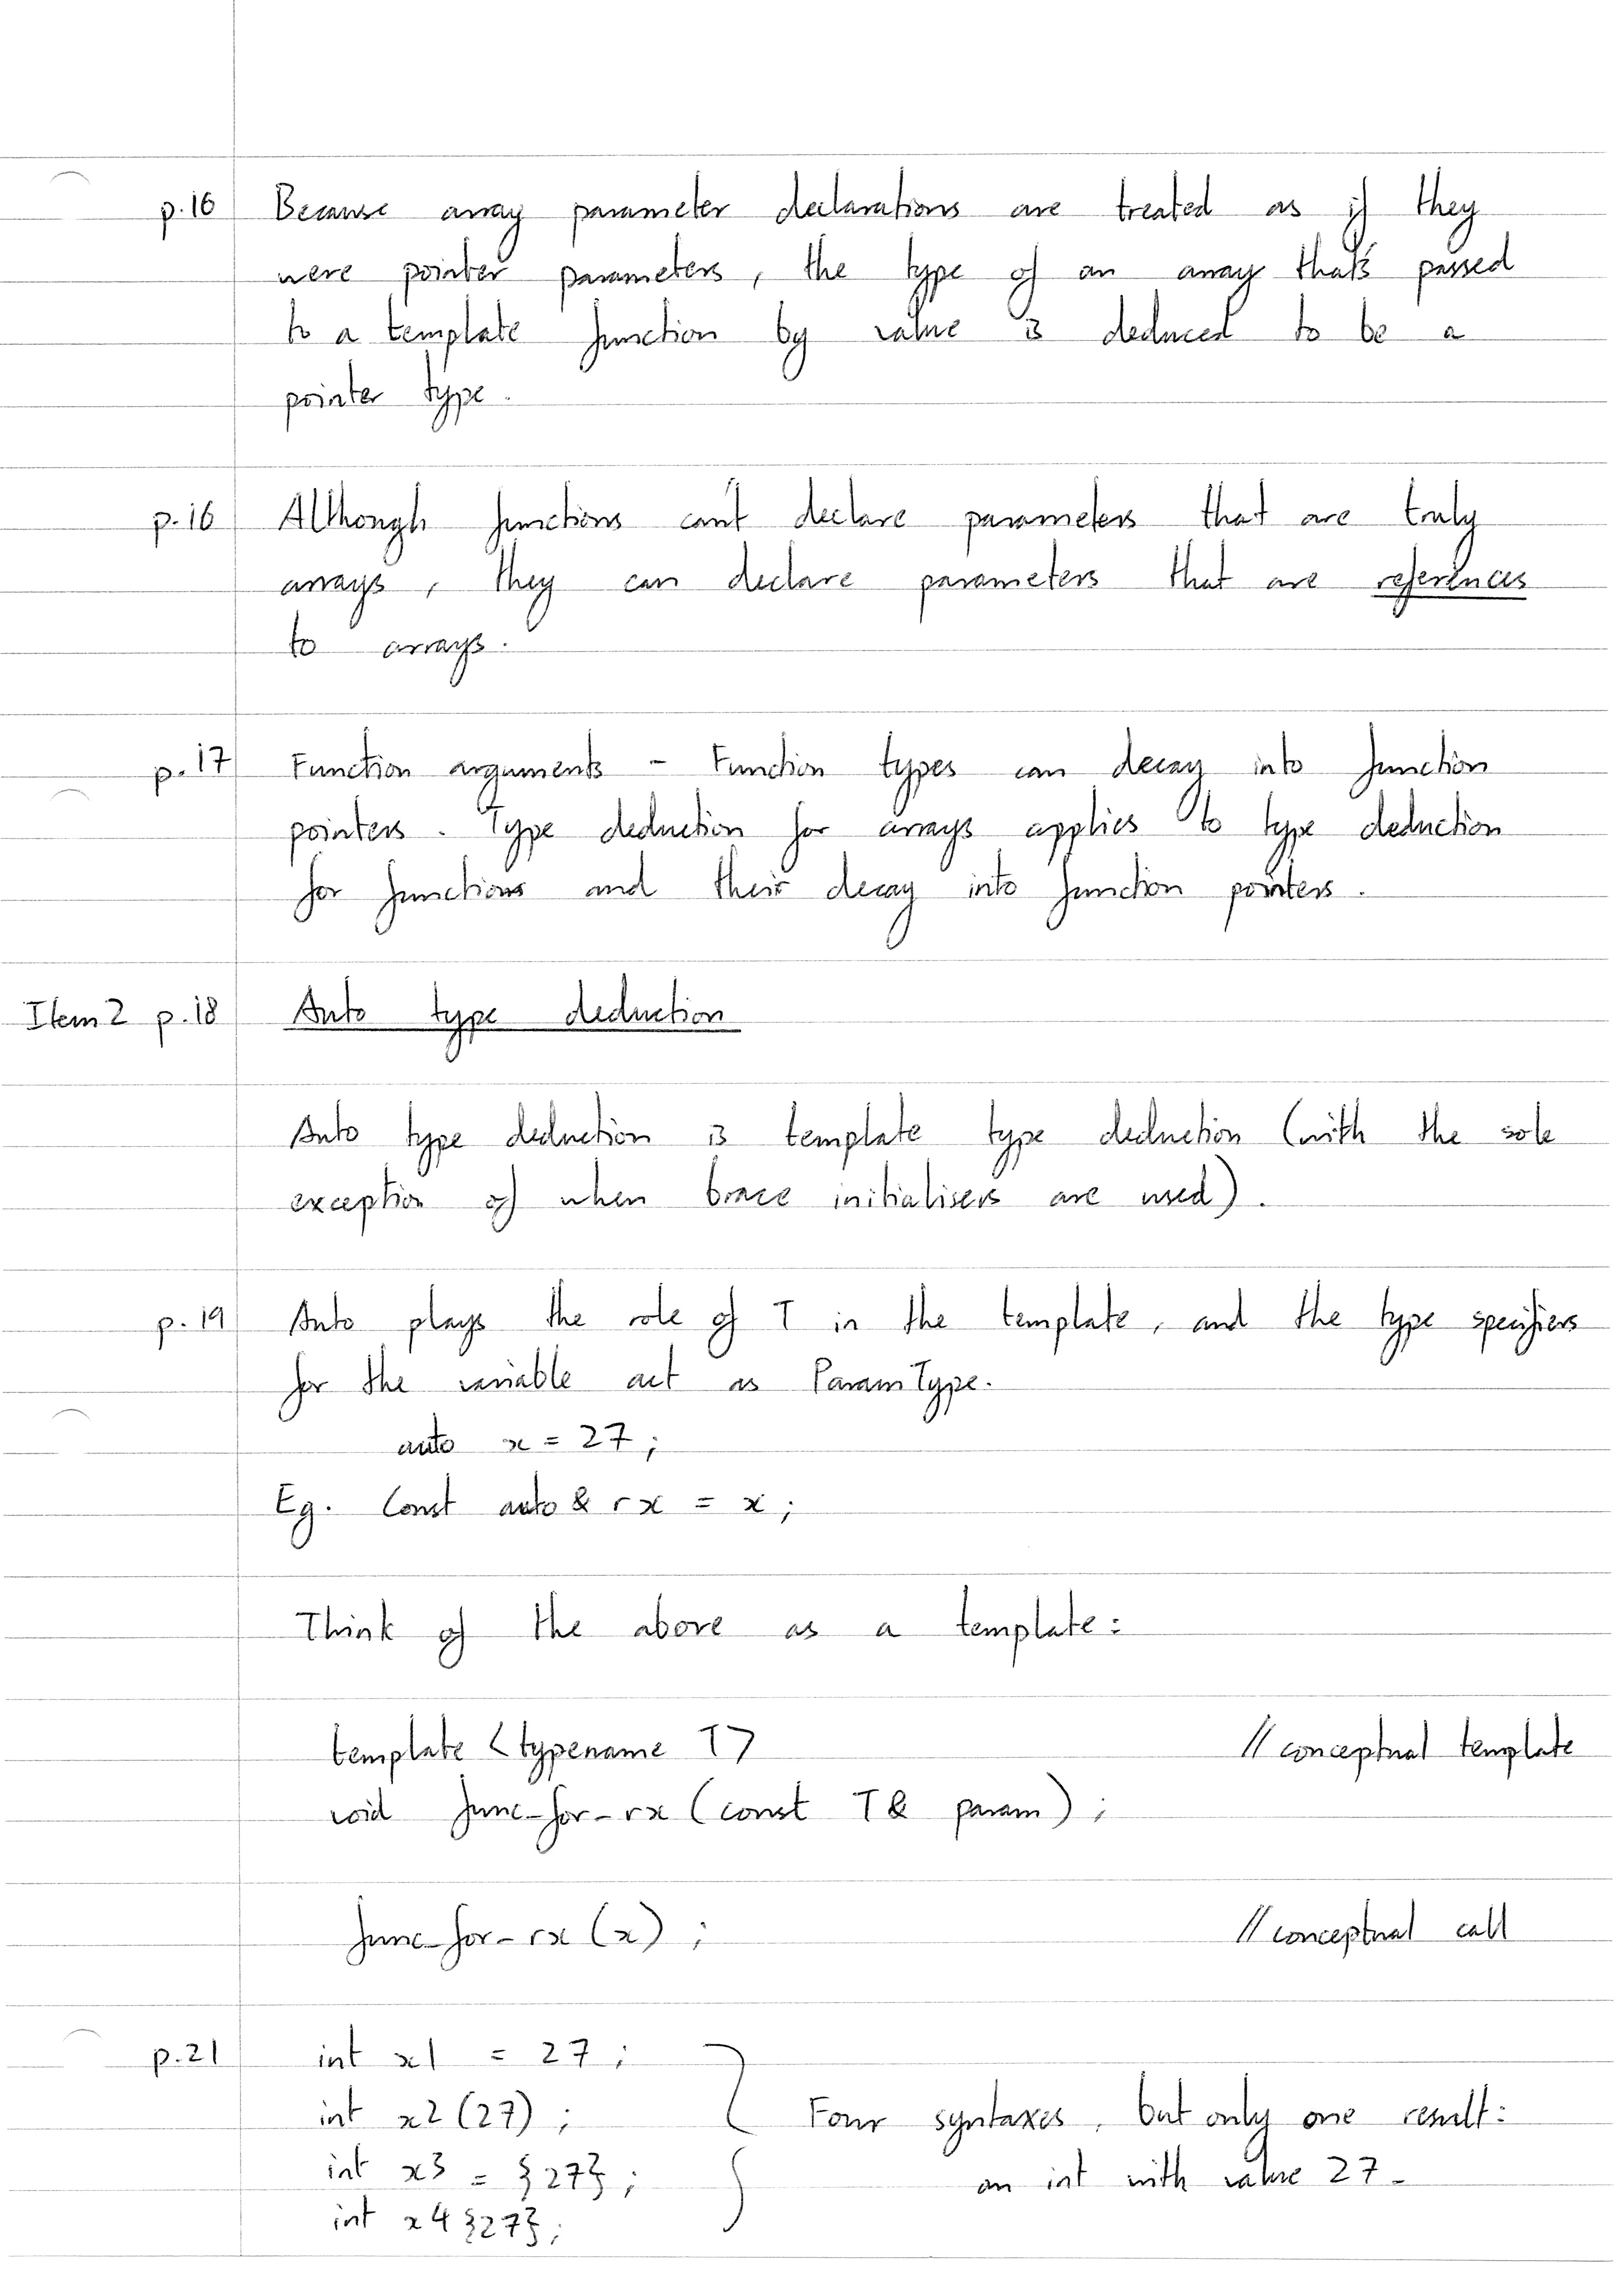 p.16 Because array parameter declarations are treated as if they
were pointer parameters, the type of an array that's passed
to a template function by value is deduced to be a
pointer type.
p.16 Although functions can't declare parameters that are truly
arrays, they can declare parameters that are references
to arrays.
p.17 Function arguments - Function types can decay into function
pointers. Type deduction for arrays applies to type deduction
for functions and their decay into function pointers.
Item 2 p.18 Auto type deduction
Auto type deduction is template type deduction (with the sole
exception of when brace initialisers are used).
p.19 Auto plays the role of T in the template, and the type specifiers
for the variable act as ParamType.
auto x = 27;
Eg. Const auto & rx = x;
Think of the above as a template:
template <typename T> // conceptual template
void func_for_rx (const T& param);
func_for_rx (x); // conceptual call
p.21 int x1 = 27;
int x2 (27); } Four syntaxes, but only one result:
int x3 = {27}; an int with value 27.
int x4 {27};